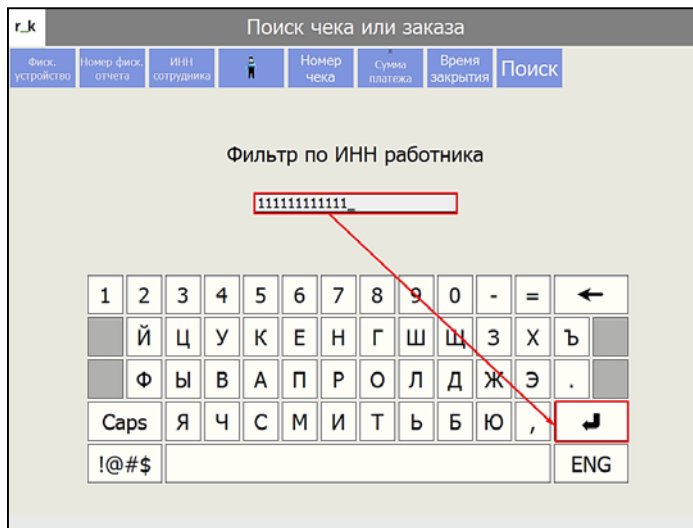 r_k
Поиск чека или заказа
Фиск. устройство
Номер фиск. отчета
ИНН сотрудника
Номер чека
Сумма платежа
Время закрытия
Поиск
Фильтр по ИНН работника
111111111111_
1 2 3 4 5 6 7 8 9 0 - =
Й Ц У К Е Н Г Ш Щ З Х Ъ
Ф Ы В А П Р О Л Д Ж Э .
Caps Я Ч С М И Т Ь Б Ю ,
!@#$ ENG